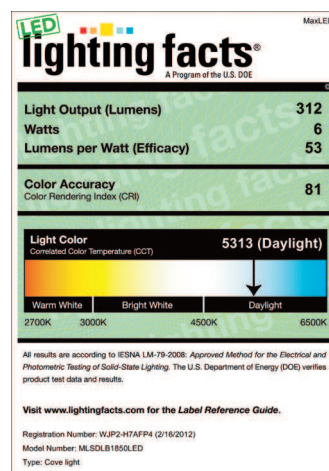 MaxLED
LED
lighting facts®
A Program of the U.S. DOE
Light Output (Lumens) 312
Watts 6
Lumens per Watt (Efficacy) 53
Color Accuracy 81
Color Rendering Index (CRI)
Light Color
Correlated Color Temperature (CCT)
5313 (Daylight)
Warm White Bright White Daylight
2700K 3000K 4500K 6500K
All results are according to IESNA LM-79-2008: Approved Method for the Electrical and
Photometric Testing of Solid-State Lighting. The U.S. Department of Energy (DOE) verifies
product test data and results.
Visit www.lightingfacts.com for the Label Reference Guide.
Registration Number: WJP2-H7AFP4 (2/16/2012)
Model Number: MLSDLB1850LED
Type: Cove light